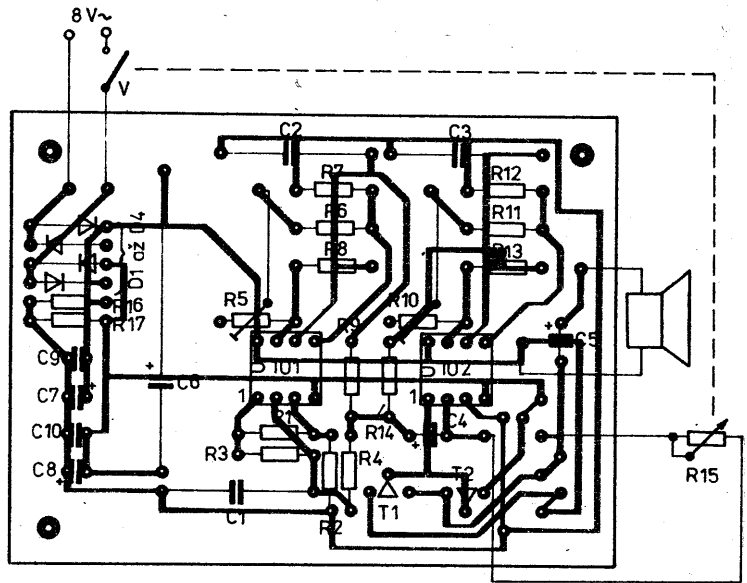 8 V~
V
C2
C3
R7
R12
R6
R11
R8
R13
D1 až D4
R16
R17
R5
R10
R9
C5
C9
IO1
IO2
C7
C6
1
1
R1
C4
C10
R14
R3
R4
C8
T2
R15
C1
R2
T1